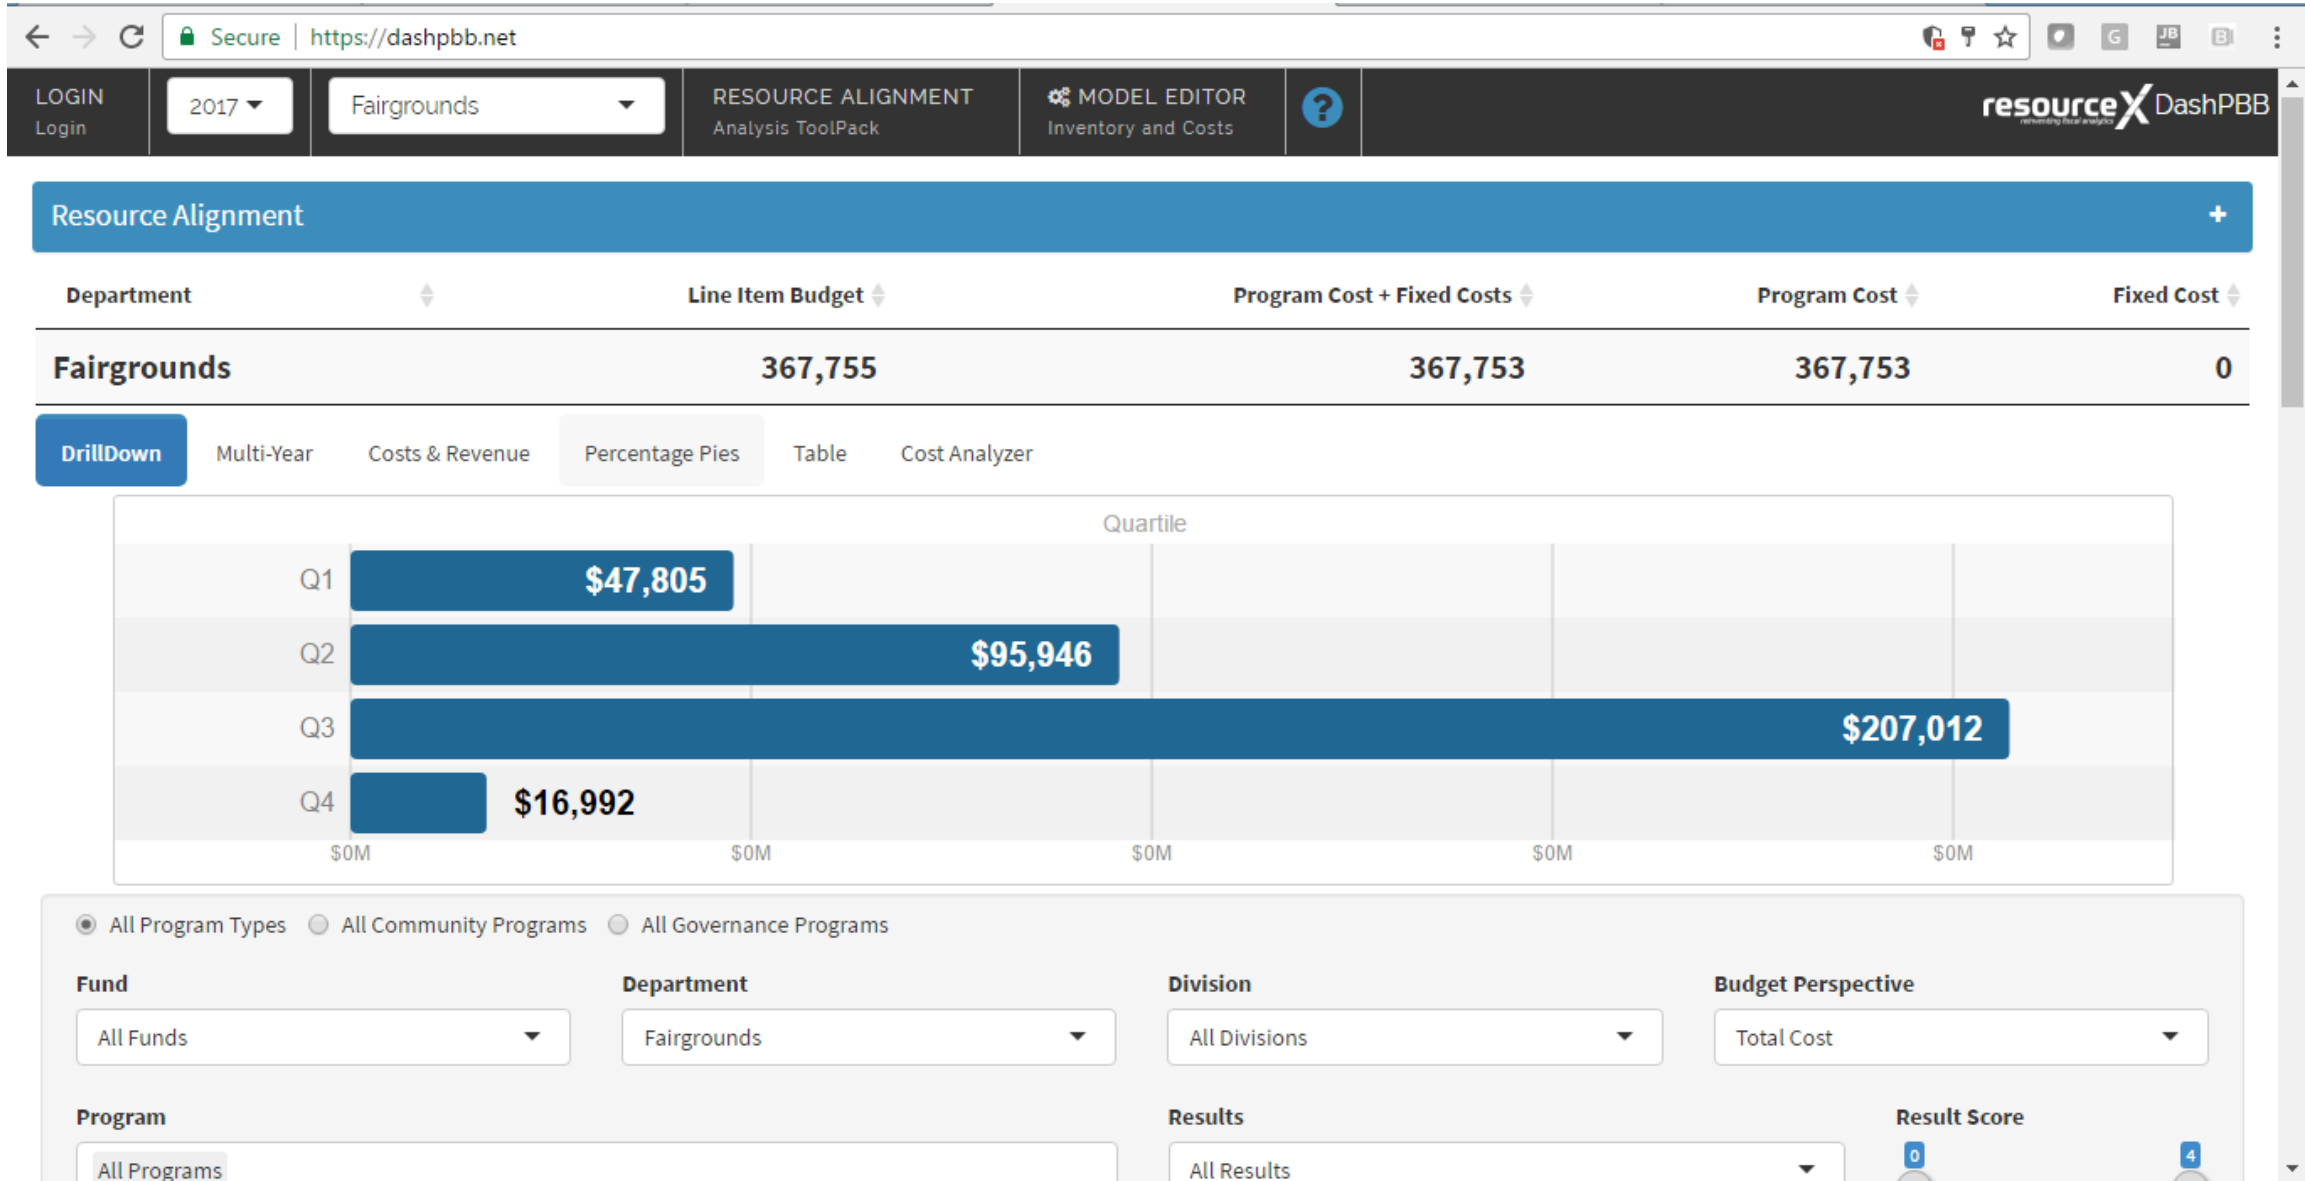 Secure | https://dashpbb.net
G JB B
LOGIN
Login
2017
Fairgrounds
RESOURCE ALIGNMENT
Analysis ToolPack
MODEL EDITOR
Inventory and Costs
?
resourceX DashPBB
reinventing fiscal analytics
Resource Alignment +
Department Line Item Budget Program Cost + Fixed Costs Program Cost Fixed Cost
Fairgrounds 367,755 367,753 367,753 0
DrillDown Multi-Year Costs & Revenue Percentage Pies Table Cost Analyzer
Quartile
Q1 $47,805
Q2 $95,946
Q3 $207,012
Q4 $16,992
$0M $0M $0M $0M $0M
All Program Types All Community Programs All Governance Programs
Fund Department Division Budget Perspective
All Funds Fairgrounds All Divisions Total Cost
Program Results Result Score
All Programs All Results 0 4